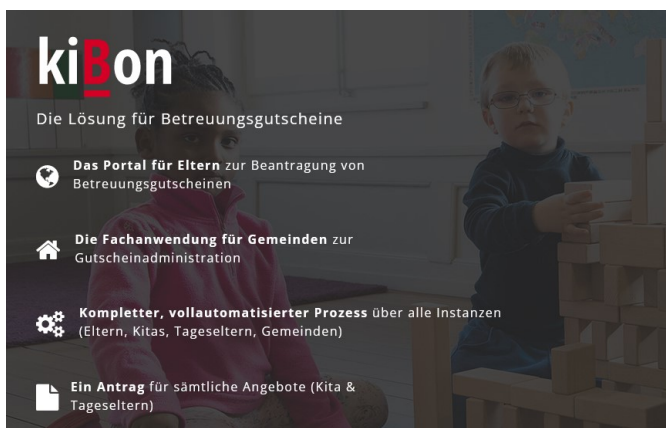 kiBon
Die Lösung für Betreuungsgutscheine
Das Portal für Eltern zur Beantragung von
Betreuungsgutscheinen
Die Fachanwendung für Gemeinden zur
Gutscheinadministration
Kompletter, vollautomatisierter Prozess über alle Instanzen
(Eltern, Kitas, Tageseltern, Gemeinden)
Ein Antrag für sämtliche Angebote (Kita &
Tageseltern)